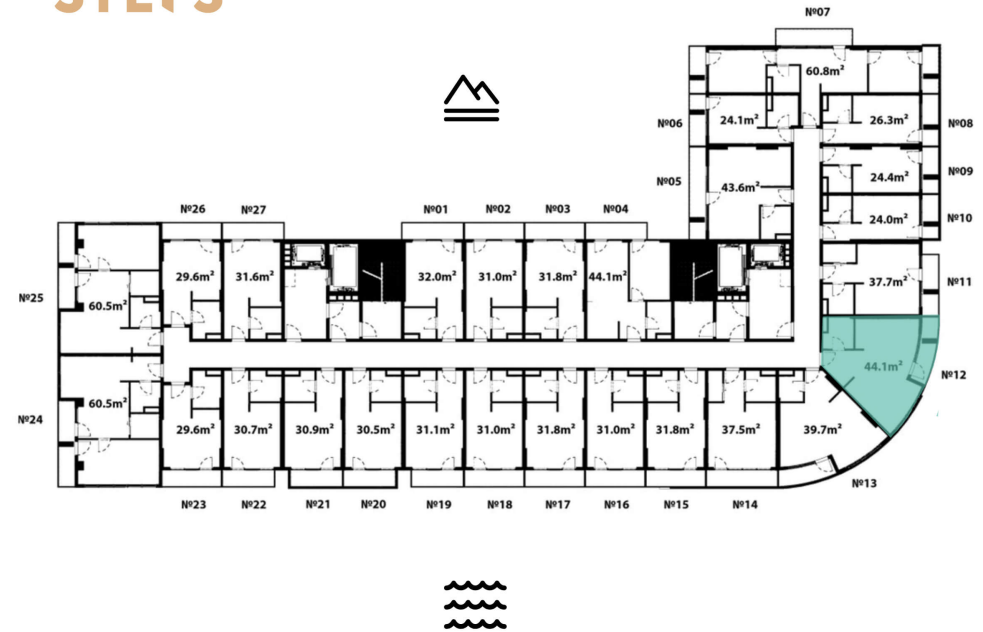 STEPS
№07
60.8m²
№06
24.1m²
26.3m²
№08
№05
43.6m²
24.4m²
№09
24.0m²
№10
№26
№27
№01
№02
№03
№04
29.6m²
31.6m²
32.0m²
31.0m²
31.8m²
44.1m²
37.7m²
№11
№25
60.5m²
44.1m²
№12
№24
60.5m²
29.6m²
30.7m²
30.9m²
30.5m²
31.1m²
31.0m²
31.8m²
31.0m²
31.8m²
37.5m²
39.7m²
№13
№23
№22
№21
№20
№19
№18
№17
№16
№15
№14